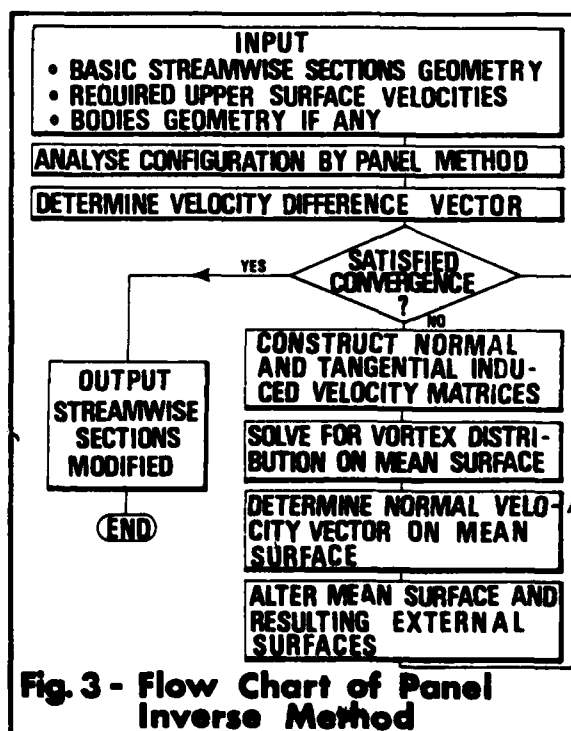 INPUT
• BASIC STREAMWISE SECTIONS GEOMETRY
• REQUIRED UPPER SURFACE VELOCITIES
• BODIES GEOMETRY IF ANY
ANALYSE CONFIGURATION BY PANEL METHOD
DETERMINE VELOCITY DIFFERENCE VECTOR
SATISFIED
CONVERGENCE
?
YES
NO
OUTPUT
STREAMWISE
SECTIONS
MODIFIED
END
CONSTRUCT NORMAL
AND TANGENTIAL INDU-
CED VELOCITY MATRICES
SOLVE FOR VORTEX DISTRI-
BUTION ON MEAN SURFACE
DETERMINE NORMAL VELO-
CITY VECTOR ON MEAN
SURFACE
ALTER MEAN SURFACE AND
RESULTING EXTERNAL
SURFACES
Fig. 3 - Flow Chart of Panel
Inverse Method